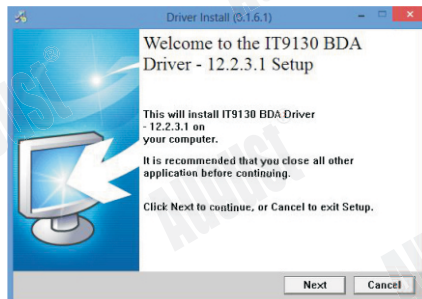 Driver Install (0.1.6.1)
Welcome to the IT9130 BDA
Driver - 12.2.3.1 Setup
This will install IT9130 BDA Driver
- 12.2.3.1 on
your computer.
It is recommended that you close all other
application before continuing.
Click Next to continue, or Cancel to exit Setup.
Next Cancel
August
August